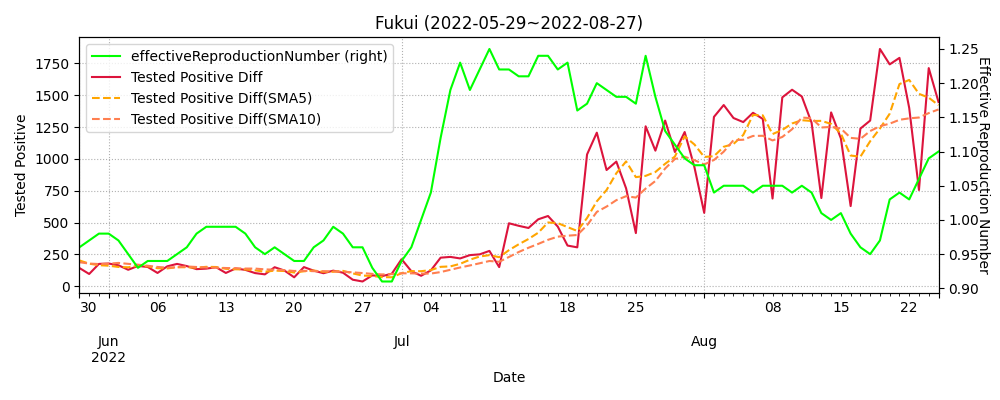 Fukui (2022-05-29~2022-08-27)
effectiveReproductionNumber (right)
Tested Positive Diff
Tested Positive Diff(SMA5)
Tested Positive Diff(SMA10)
Tested Positive
1750
1500
1250
1000
750
500
250
0
1.25
1.20
1.15
1.10
1.05
1.00
0.95
0.90
Effective Reproduction Number
30 06 13 20 27 04 11 18 25 08 15 22
Jun Jul Aug
2022
Date